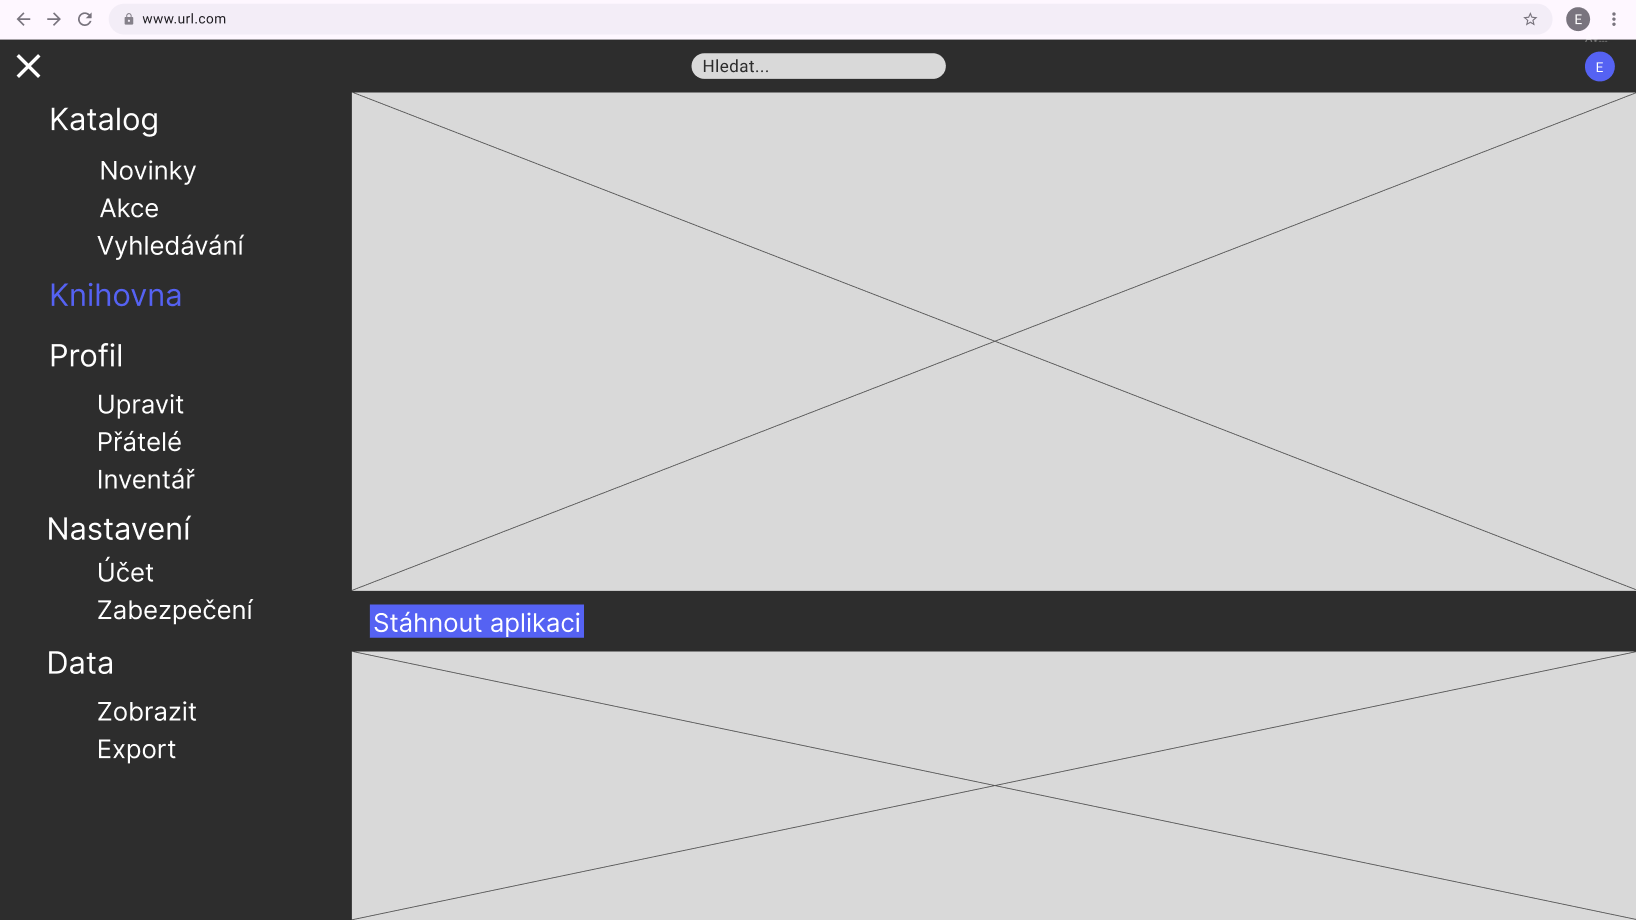 www.url.com
E
Hledat...
E
Katalog
Novinky
Akce
Vyhledávání
Knihovna
Profil
Upravit
Přátelé
Inventář
Nastavení
Účet
Zabezpečení
Data
Zobrazit
Export
Stáhnout aplikaci